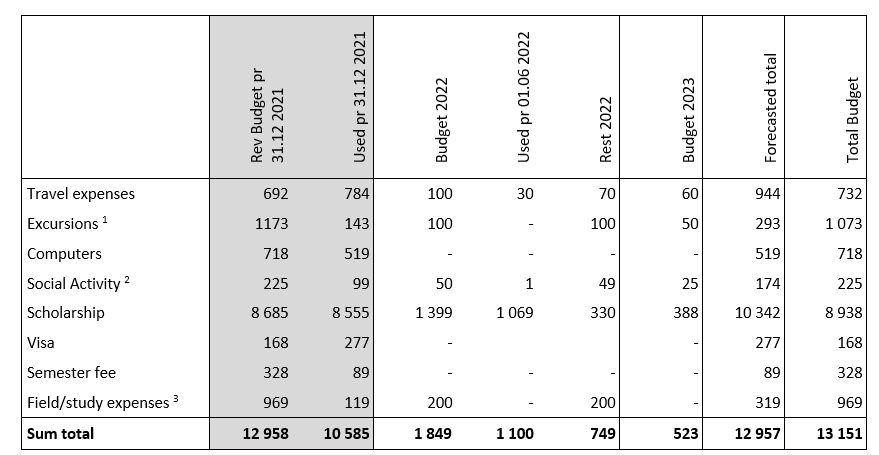 Rev Budget pr 31.12 2021 Used pr 31.12 2021 Budget 2022 Used pr 01.06 2022 Rest 2022 Budget 2023 Forecasted total Total Budget
Travel expenses 692 784 100 30 70 60 944 732
Excursions ¹ 1173 143 100 - 100 50 293 1 073
Computers 718 519 - - - - 519 718
Social Activity ² 225 99 50 1 49 25 174 225
Scholarship 8 685 8 555 1 399 1 069 330 388 10 342 8 938
Visa 168 277 - - 277 168
Semester fee 328 89 - - - - 89 328
Field/study expenses ³ 969 119 200 - 200 - 319 969
Sum total 12 958 10 585 1 849 1 100 749 523 12 957 13 151